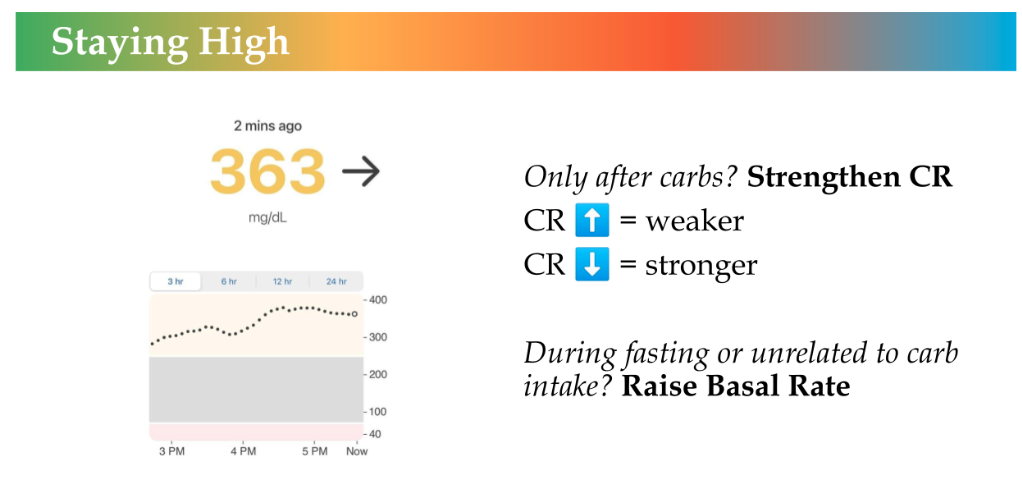 Staying High
2 mins ago
363 →
mg/dL
3 hr 6 hr 12 hr 24 hr
400
300
200
100
40
3 PM 4 PM 5 PM Now
Only after carbs? Strengthen CR
CR ⬆️ = weaker
CR ⬇️ = stronger
During fasting or unrelated to carb
intake? Raise Basal Rate